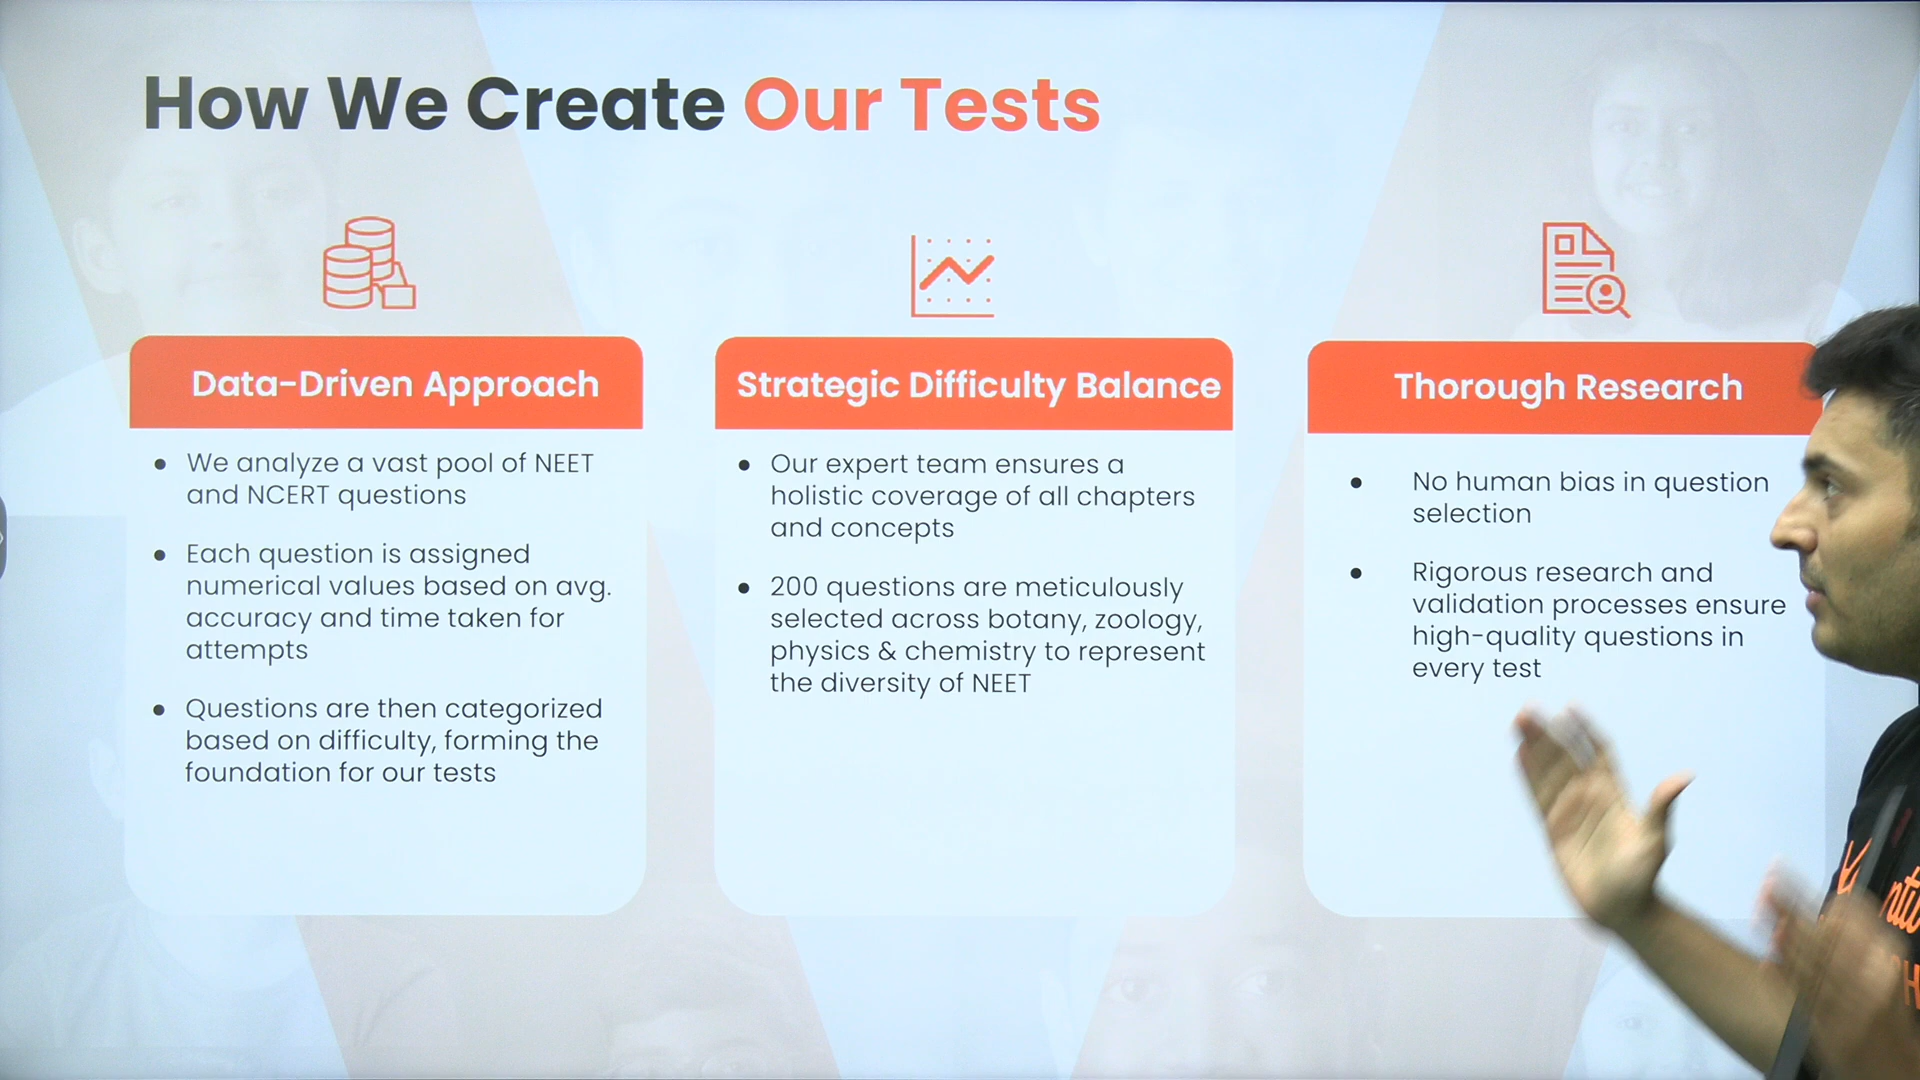 How We Create Our Tests
Data-Driven Approach
We analyze a vast pool of NEET
and NCERT questions
Each question is assigned
numerical values based on avg.
accuracy and time taken for
attempts
Questions are then categorized
based on difficulty, forming the
foundation for our tests
Strategic Difficulty Balance
Our expert team ensures a
holistic coverage of all chapters
and concepts
200 questions are meticulously
selected across botany, zoology,
physics & chemistry to represent
the diversity of NEET
Thorough Research
No human bias in question
selection
Rigorous research and
validation processes ensure
high-quality questions in
every test